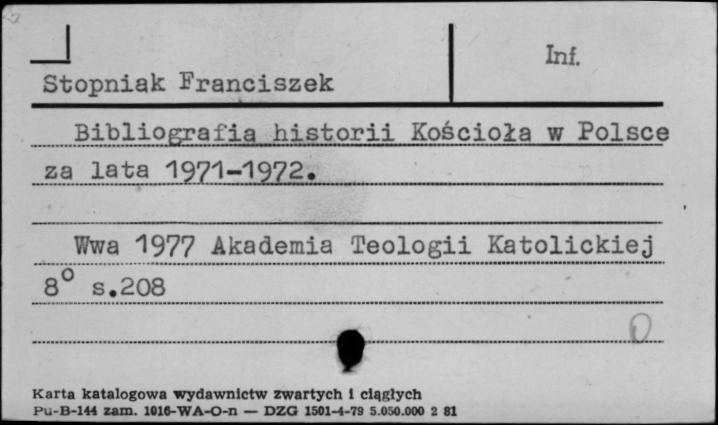 Inf.
Stopniak Franciszek
Bibliografia historii Kościoła w Polsce
za lata 1971-1972.
Wwa 1977 Akademia Teologii Katolickiej
8° s.208
Karta katalogowa wydawnictw zwartych i ciągłych
Pu-B-144 zam. 1016-WA-O-n — DZG 1501-4-79 5.050.000 2 81